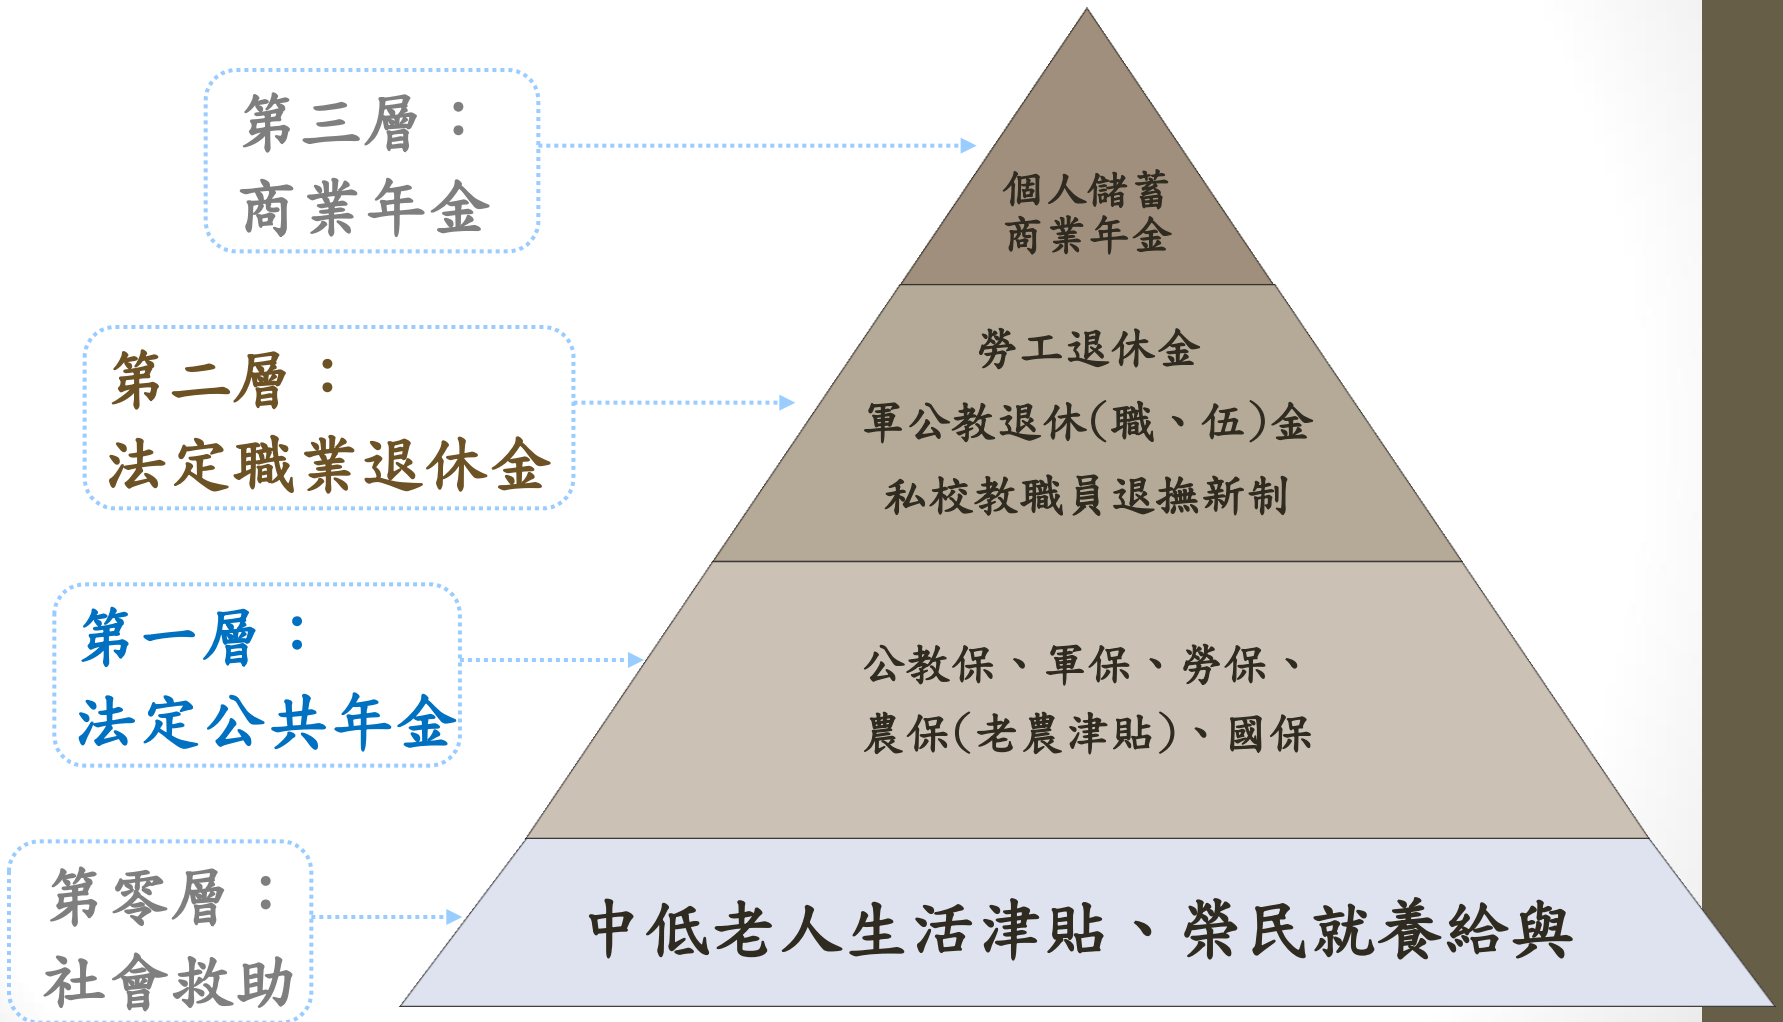 第三層：
商業年金
個人儲蓄
商業年金
第二層：
法定職業退休金
勞工退休金
軍公教退休(職、伍)金
私校教職員退撫新制
第一層：
法定公共年金
公教保、軍保、勞保、
農保(老農津貼)、國保
第零層：
社會救助
中低老人生活津貼、榮民就養給與